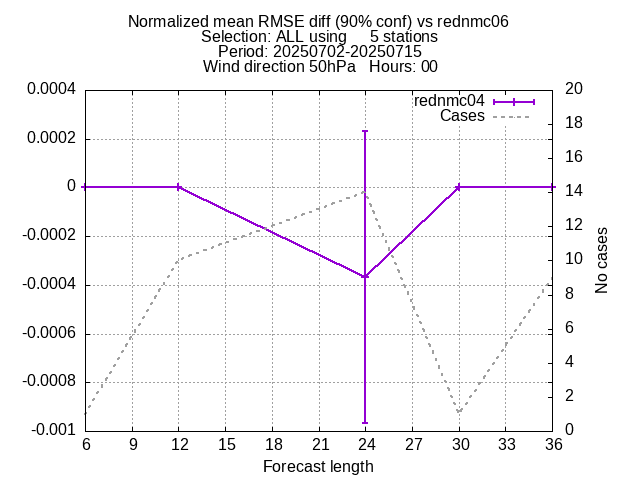 Normalized mean RMSE diff (90% conf) vs rednmc06
Selection: ALL using 5 stations
Period: 20250702-20250715
Wind direction 50hPa Hours: 00
rednmc04
Cases
0.0004
0.0002
0
-0.0002
-0.0004
-0.0006
-0.0008
-0.001
20
18
16
14
12
10
8
6
4
2
0
No cases
6 9 12 15 18 21 24 27 30 33 36
Forecast length